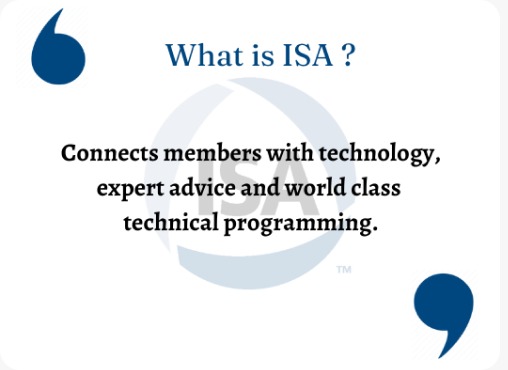 What is ISA ?
Connects members with technology,
expert advice and world class
technical programming.
ISA
TM